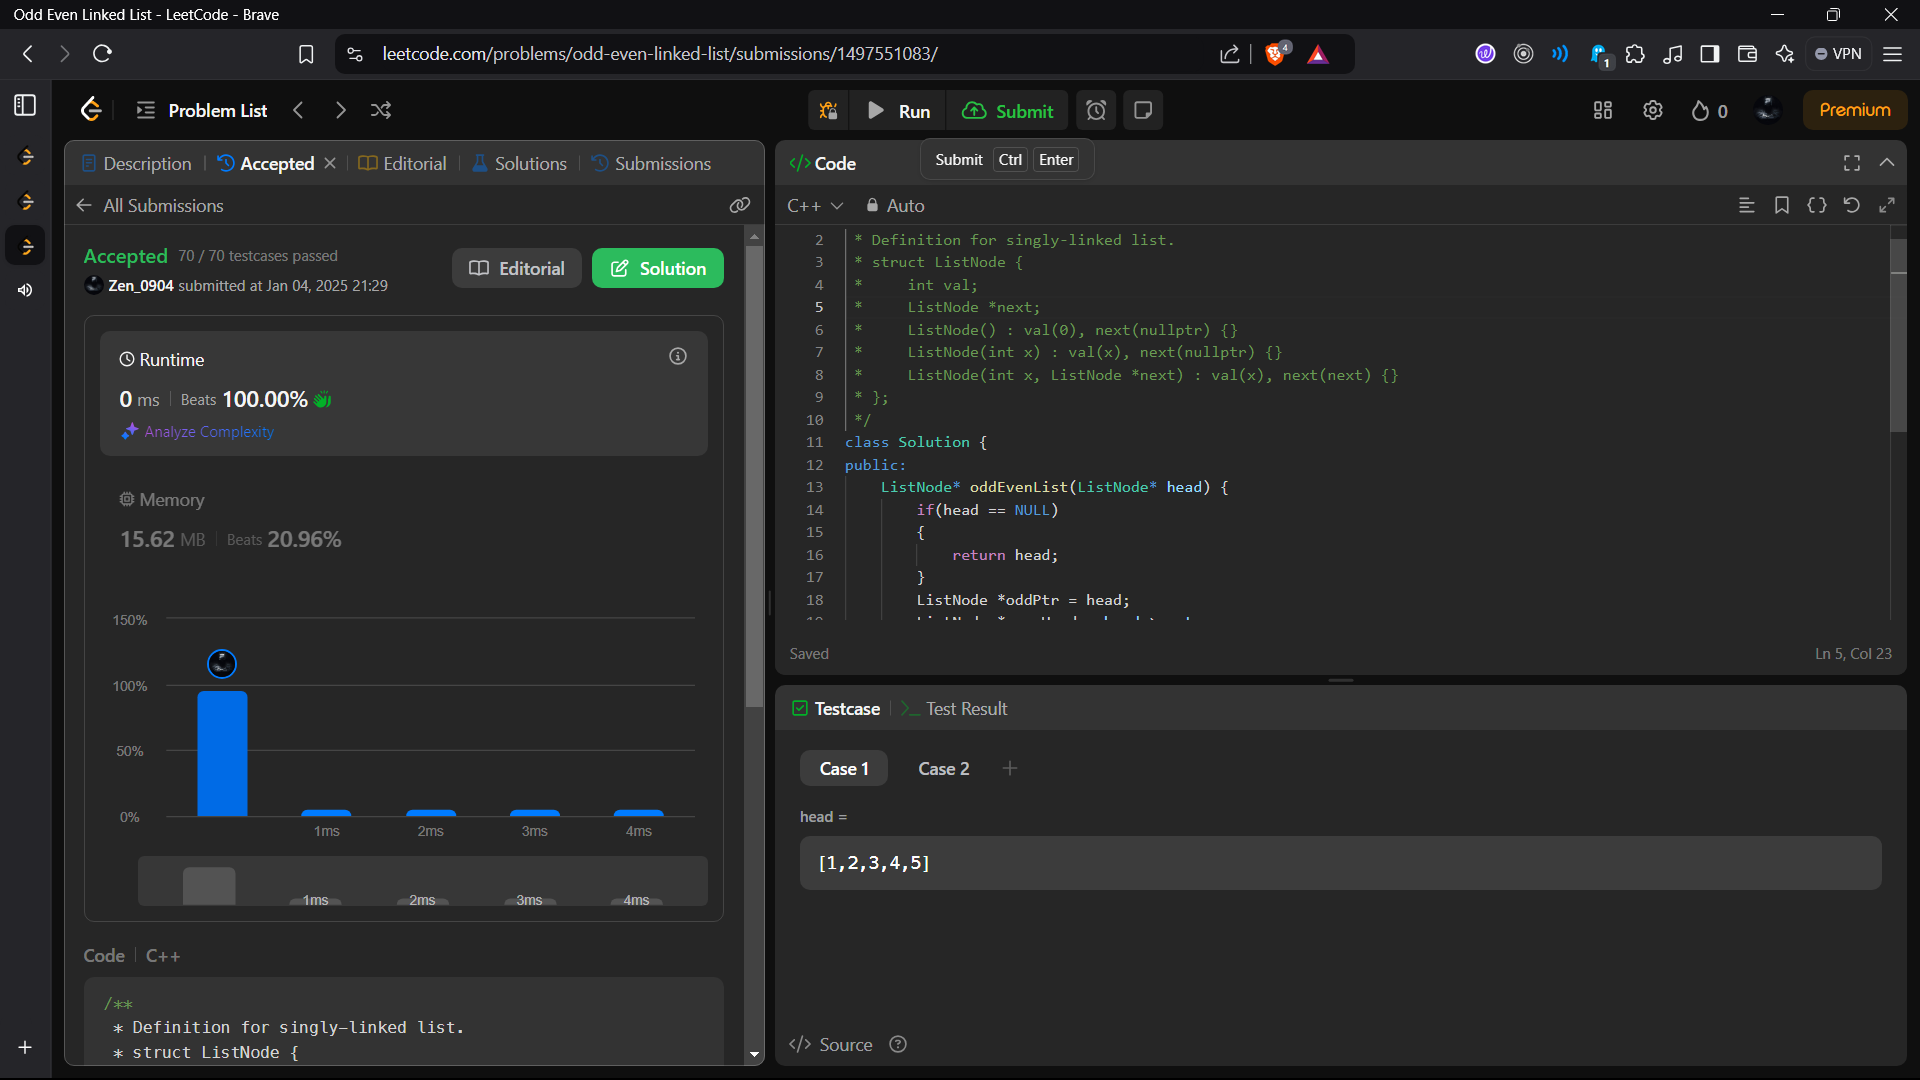 Odd Even Linked List - LeetCode - Brave
leetcode.com/problems/odd-even-linked-list/submissions/1497551083/
4
1
VPN
Problem List
Run
Submit
0
Premium
Description
Accepted
Editorial
Solutions
Submissions
All Submissions
Accepted 70 / 70 testcases passed
Zen_0904 submitted at Jan 04, 2025 21:29
Editorial
Solution
Runtime
0 ms Beats 100.00%
Analyze Complexity
Memory
15.62 MB Beats 20.96%
150%
100%
50%
0%
1ms 2ms 3ms 4ms
1ms 2ms 3ms 4ms
Code C++
/**
* Definition for singly-linked list.
* struct ListNode {
</> Code
Submit Ctrl Enter
C++ Auto
2 * Definition for singly-linked list.
3 * struct ListNode {
4 * int val;
5 * ListNode *next;
6 * ListNode() : val(0), next(nullptr) {}
7 * ListNode(int x) : val(x), next(nullptr) {}
8 * ListNode(int x, ListNode *next) : val(x), next(next) {}
9 * };
10 */
11 class Solution {
12 public:
13 ListNode* oddEvenList(ListNode* head) {
14 if(head == NULL)
15 {
16 return head;
17 }
18 ListNode *oddPtr = head;
Saved
Ln 5, Col 23
Testcase
>_ Test Result
Case 1
Case 2
+
head =
[1,2,3,4,5]
</> Source